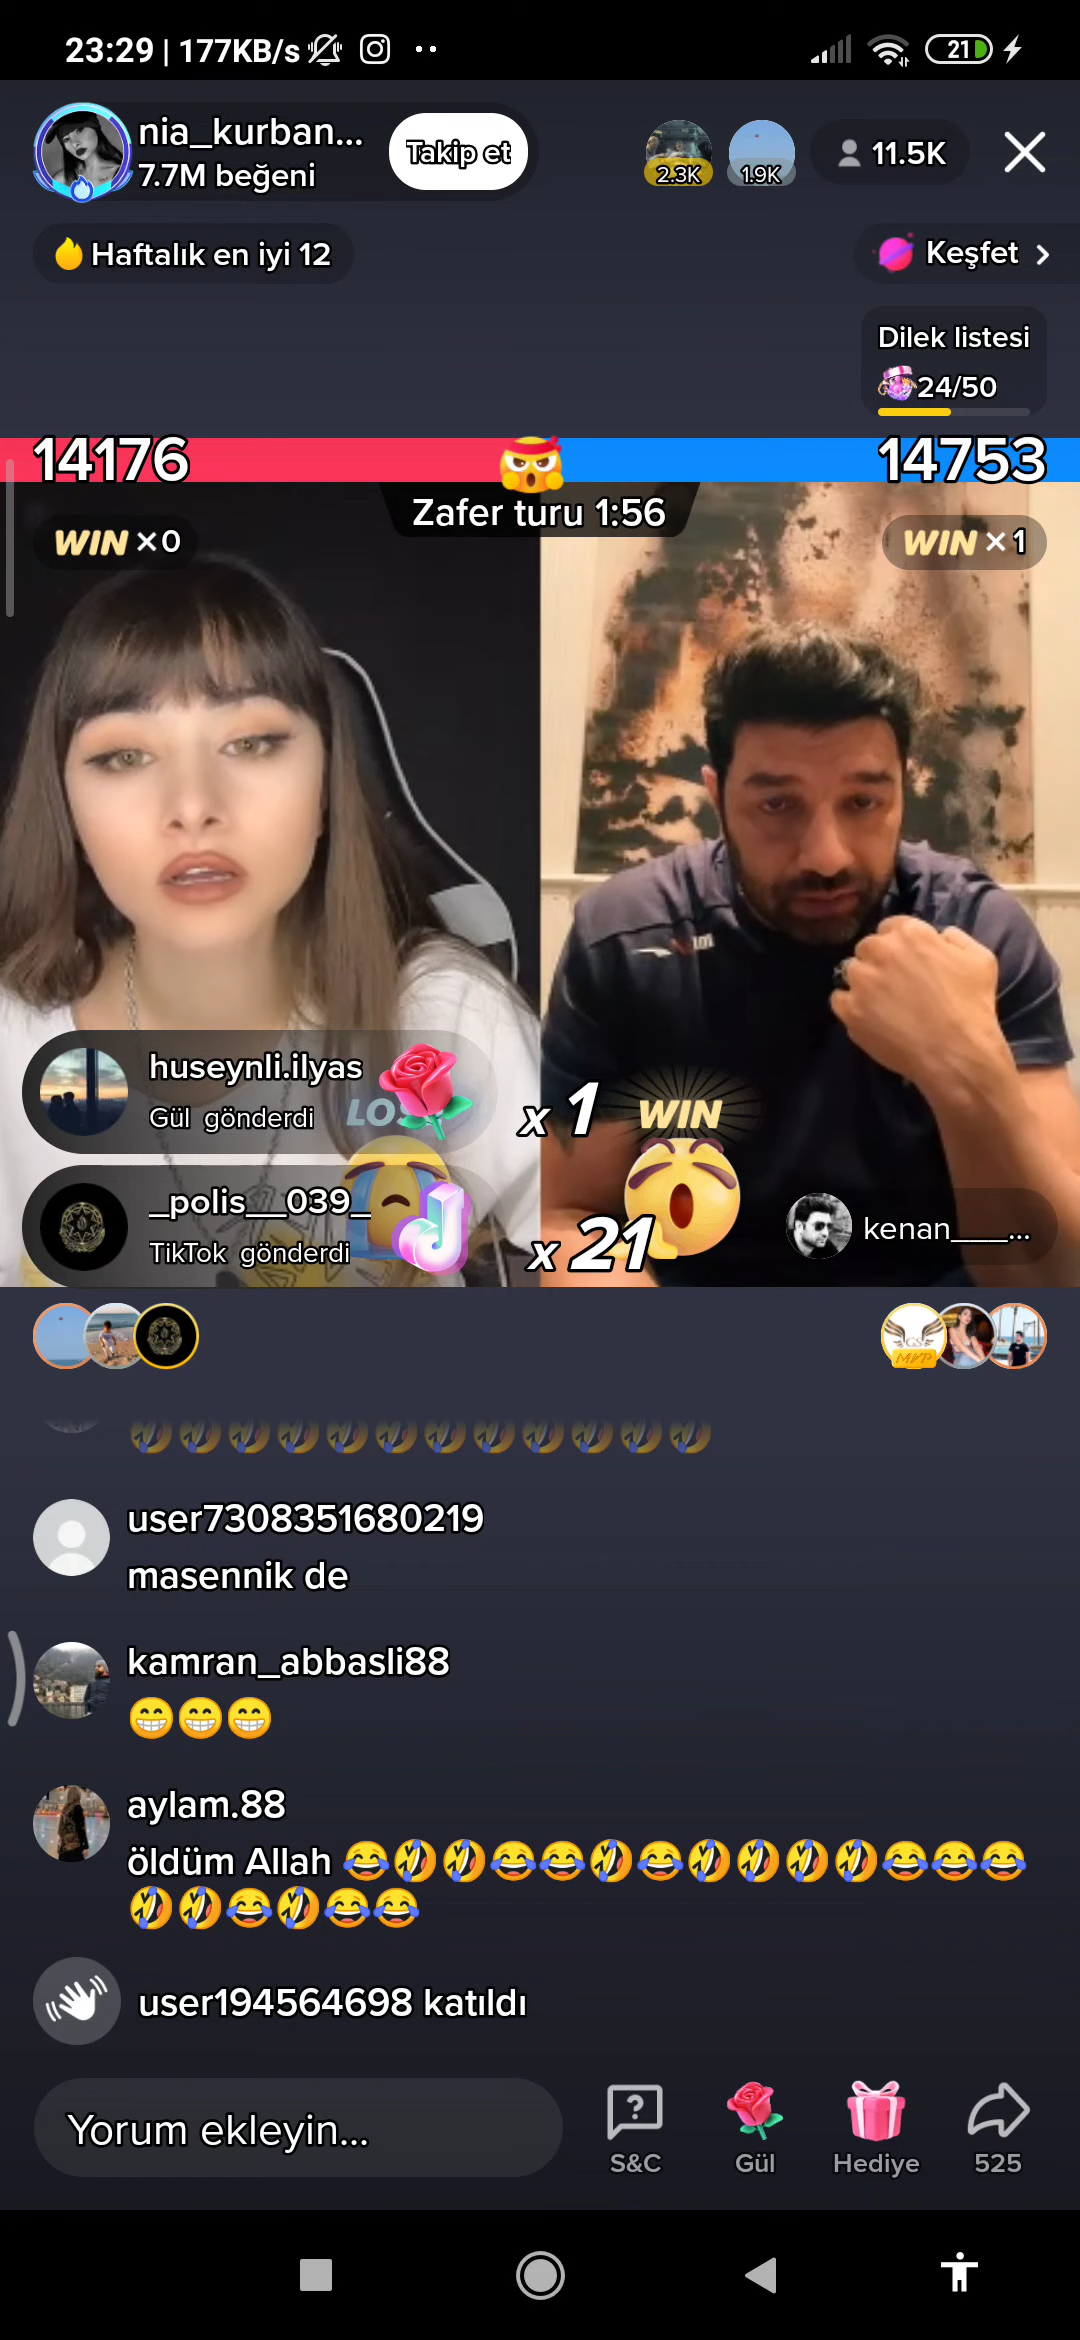 23:29 | 177KB/s
21
nia_kurban...
7.7M beğeni
Takip et
2.3K
1.9K
11.5K
Haftalık en iyi 12
Keşfet
Dilek listesi
24/50
14176
14753
Zafer turu 1:56
WIN ×0
WIN ×1
huseynli.ilyas
Gül gönderdi
x 1
WIN
_polis__039_
TikTok gönderdi
x 21
kenan___...
MVP
user7308351680219
masennik de
kamran_abbasli88
😁😁😁
aylam.88
öldüm Allah 😂🤣🤣😂😂🤣😂🤣🤣🤣🤣😂😂😂
🤣🤣😂🤣😂😂
user194564698 katıldı
Yorum ekleyin...
S&C
Gül
Hediye
525